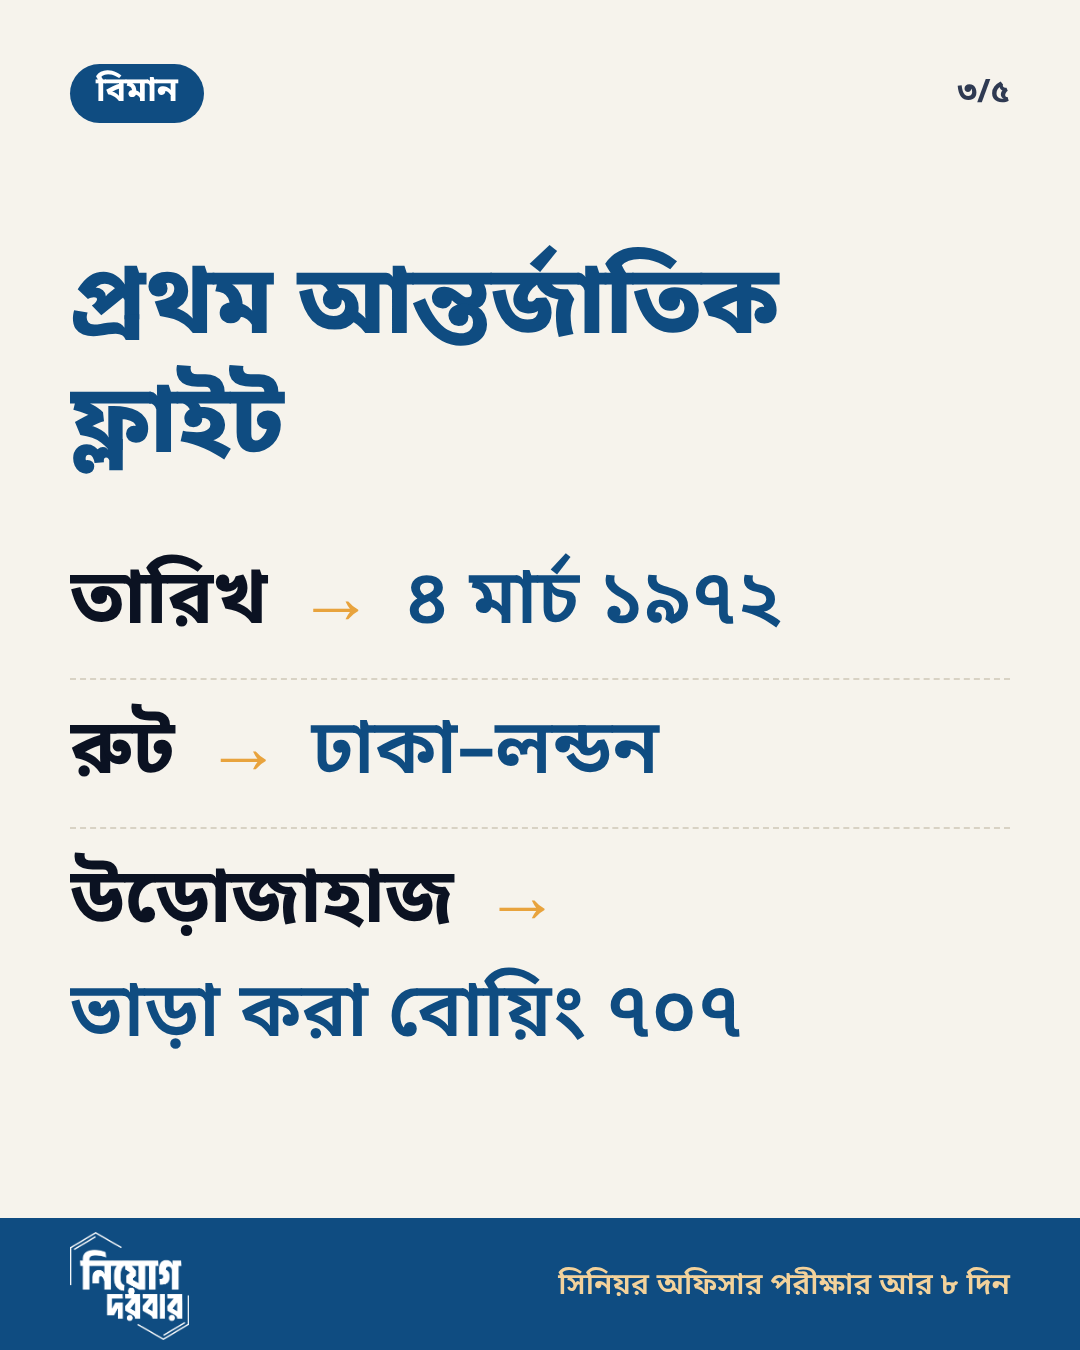 বিমান
৩/৫
প্রথম আন্তর্জাতিক
ফ্লাইট
তারিখ → ৪ মার্চ ১৯৭২
রুট → ঢাকা–লন্ডন
উড়োজাহাজ →
ভাড়া করা বোয়িং ৭০৭
নিয়োগ
দরবার
সিনিয়র অফিসার পরীক্ষার আর ৮ দিন